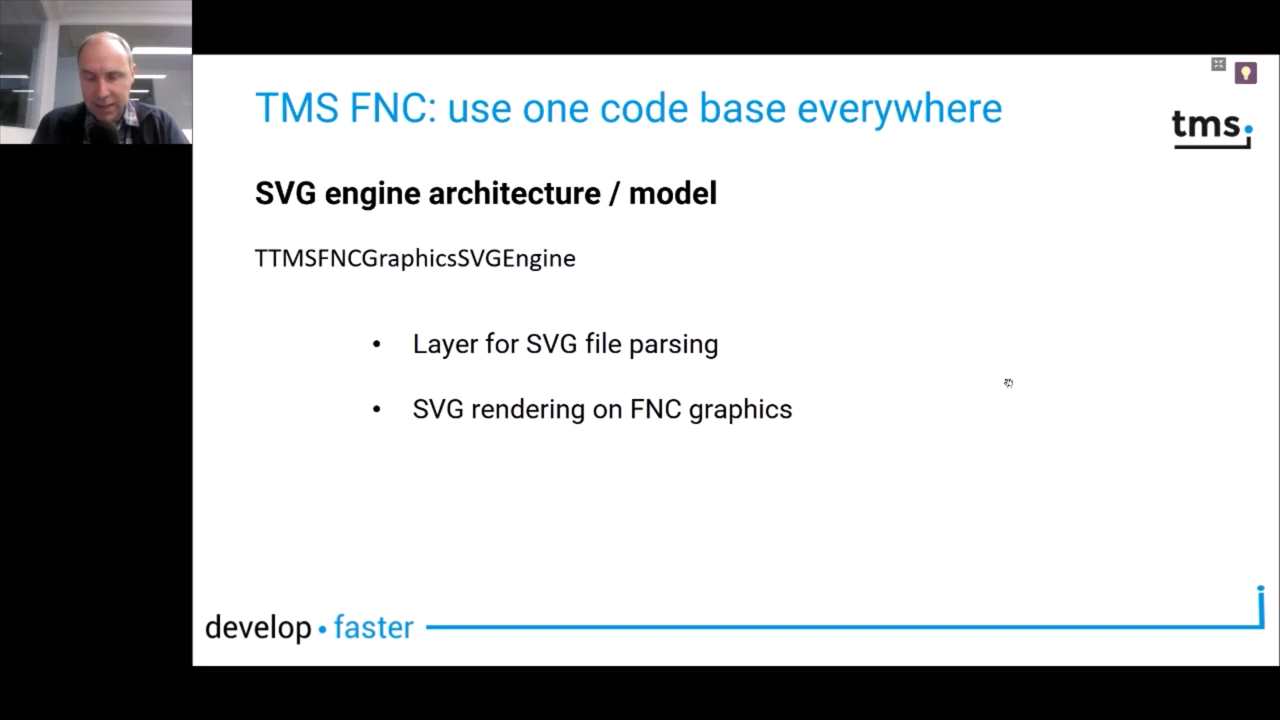 TMS FNC: use one code base everywhere
tms.
SVG engine architecture / model
TTMSFNCGraphicsSVGEngine
• Layer for SVG file parsing
• SVG rendering on FNC graphics
develop • faster